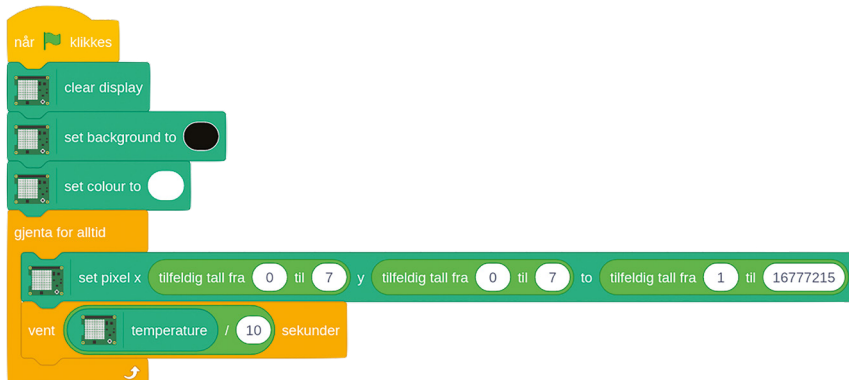 når klikkes
clear display
set background to
set colour to
gjenta for alltid
set pixel x tilfeldig tall fra 0 til 7 y tilfeldig tall fra 0 til 7 to tilfeldig tall fra 1 til 16777215
vent temperature / 10 sekunder